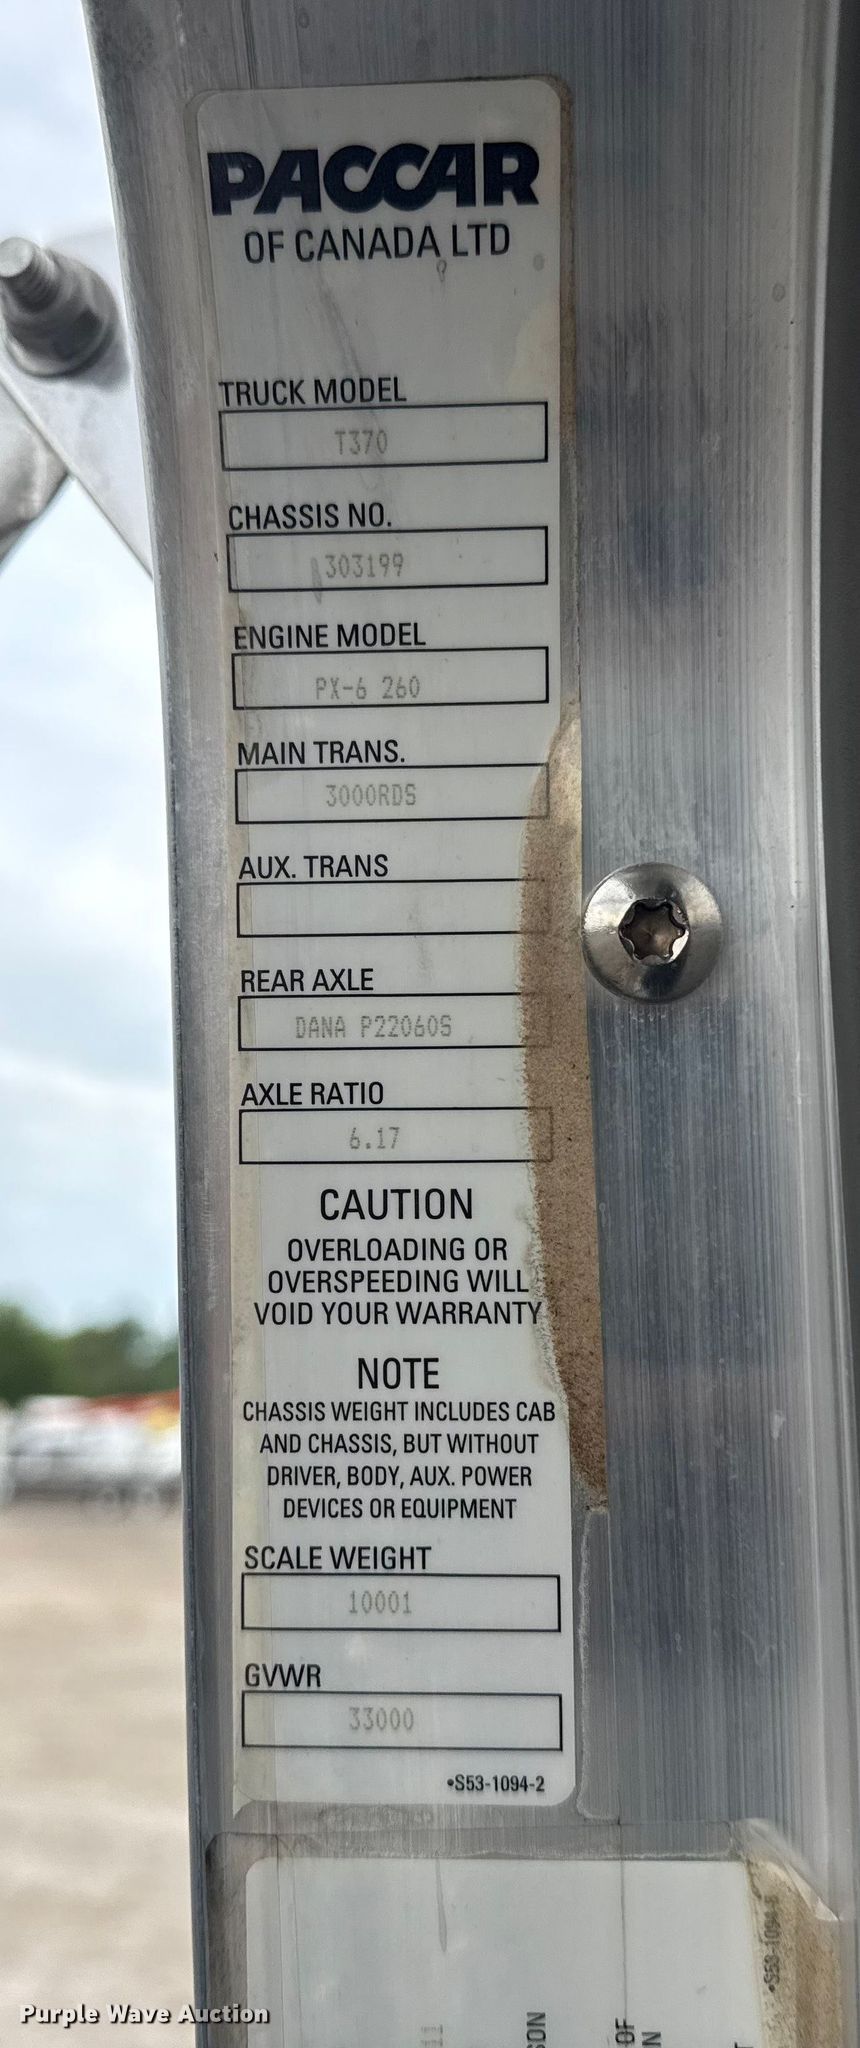 PACCAR
OF CANADA LTD
TRUCK MODEL
T370
CHASSIS NO.
303199
ENGINE MODEL
PX-6 260
MAIN TRANS.
3000RDS
AUX. TRANS
REAR AXLE
DANA P22060S
AXLE RATIO
6.17
CAUTION
OVERLOADING OR
OVERSPEEDING WILL
VOID YOUR WARRANTY
NOTE
CHASSIS WEIGHT INCLUDES CAB
AND CHASSIS, BUT WITHOUT
DRIVER, BODY, AUX. POWER
DEVICES OR EQUIPMENT
SCALE WEIGHT
10001
GVWR
33000
•S53-1094-2
OF
Purple Wave Auction